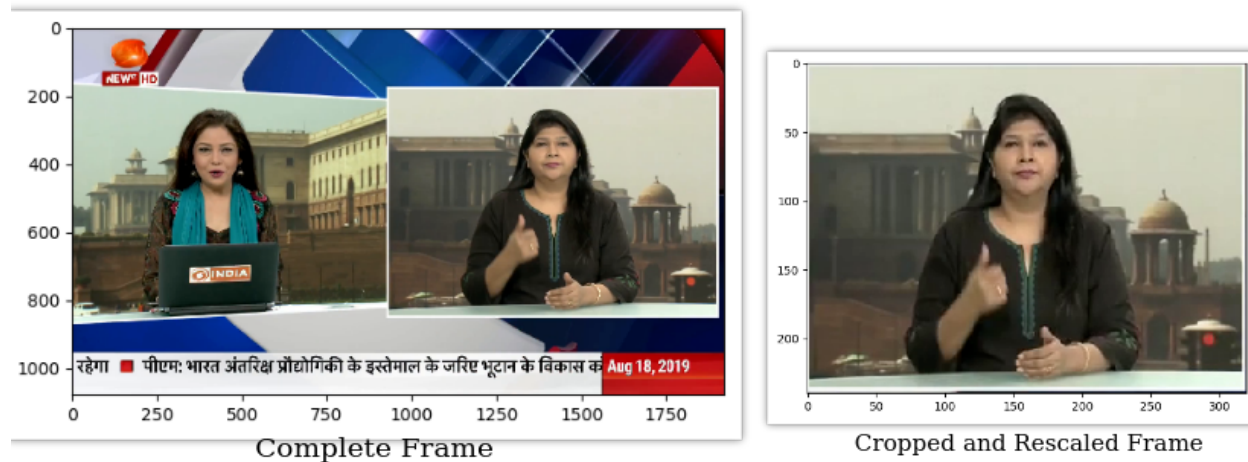 0
200
400
600
800
1000
NEWS HD
INDIA
रहेगा ■ पीएम: भारत अंतरिक्ष प्रौद्योगिकी के इस्तेमाल के जरिए भूटान के विकास क
Aug 18, 2019
0 250 500 750 1000 1250 1500 1750
Complete Frame
0
50
100
150
200
0 50 100 150 200 250 300
Cropped and Rescaled Frame